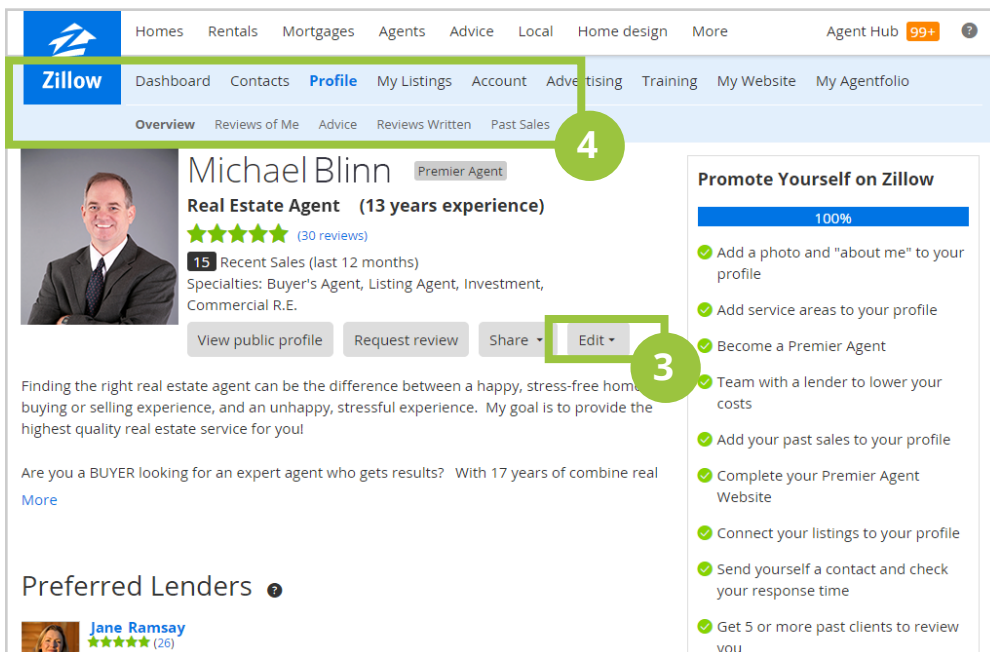 Homes Rentals Mortgages Agents Advice Local Home design More Agent Hub 99+ ?
Zillow Dashboard Contacts Profile My Listings Account Advertising Training My Website My Agentfolio
Overview Reviews of Me Advice Reviews Written Past Sales
4
Michael Blinn Premier Agent
Real Estate Agent (13 years experience)
(30 reviews)
15 Recent Sales (last 12 months)
Specialties: Buyer's Agent, Listing Agent, Investment,
Commercial R.E.
View public profile Request review Share Edit
3
Finding the right real estate agent can be the difference between a happy, stress-free
buying or selling experience, and an unhappy, stressful experience. My goal is to provide the
highest quality real estate service for you!
Are you a BUYER looking for an expert agent who gets results? With 17 years of combine real
More
Preferred Lenders ?
Jane Ramsay
(26)
Promote Yourself on Zillow
100%
Add a photo and "about me" to your
profile
Add service areas to your profile
Become a Premier Agent
Team with a lender to lower your
costs
Add your past sales to your profile
Complete your Premier Agent
Website
Connect your listings to your profile
Send yourself a contact and check
your response time
Get 5 or more past clients to review
you